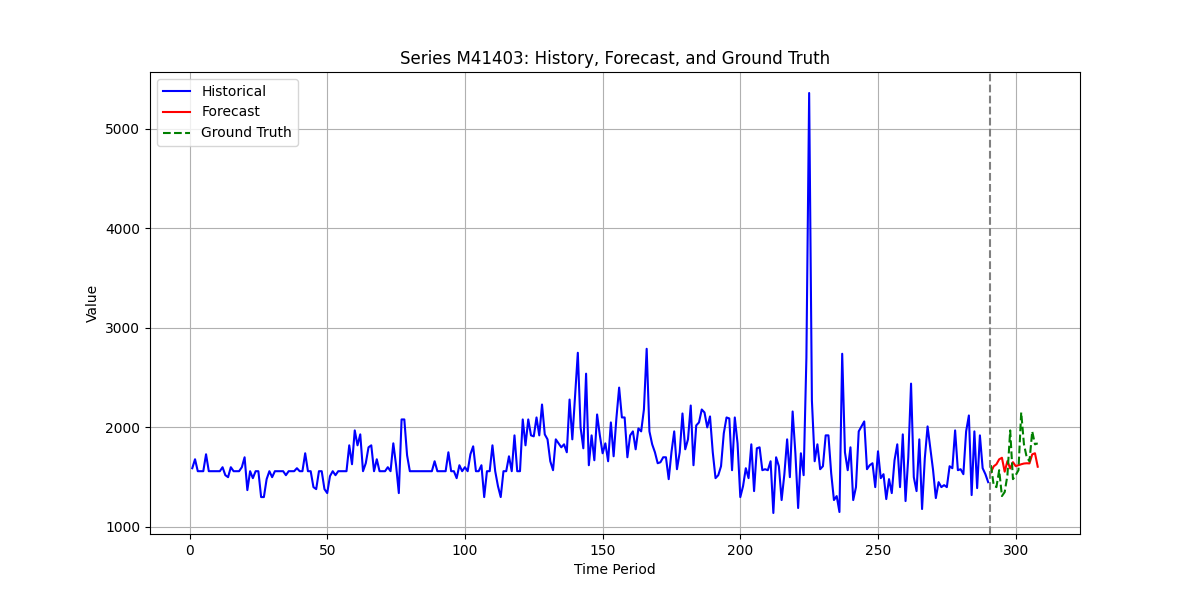 Series M41403: History, Forecast, and Ground Truth
Historical
Forecast
Ground Truth
5000
4000
3000
2000
1000
Value
0 50 100 150 200 250 300
Time Period